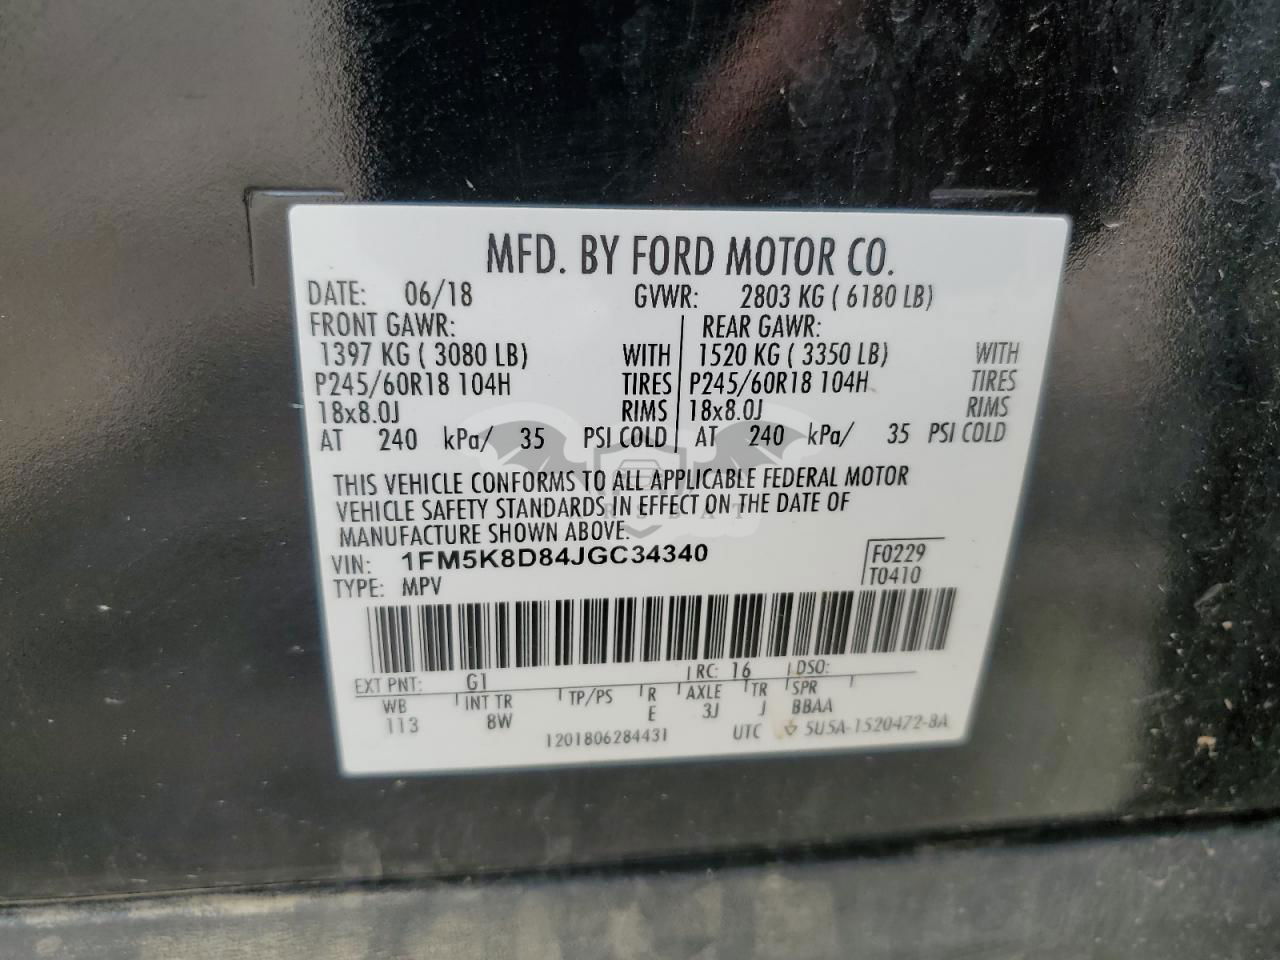 MFD. BY FORD MOTOR CO.
DATE: 06/18 GVWR: 2803 KG ( 6180 LB)
FRONT GAWR: REAR GAWR:
1397 KG ( 3080 LB) WITH 1520 KG ( 3350 LB) WITH
P245/60R18 104H TIRES P245/60R18 104H TIRES
18x8.0J RIMS 18x8.0J RIMS
AT 240 kPa/ 35 PSI COLD AT 240 kPa/ 35 PSI COLD
THIS VEHICLE CONFORMS TO ALL APPLICABLE FEDERAL MOTOR
VEHICLE SAFETY STANDARDS IN EFFECT ON THE DATE OF
MANUFACTURE SHOWN ABOVE.
VIN: 1FM5K8D84JGC34340 F0229
TYPE: MPV T0410
EXT PNT: G1 RC: 16 DSO:
WB INT TR TP/PS R AXLE TR SPR
113 8W E 3J J BBAA
1201806284431 UTC 5U5A-1520472-BA